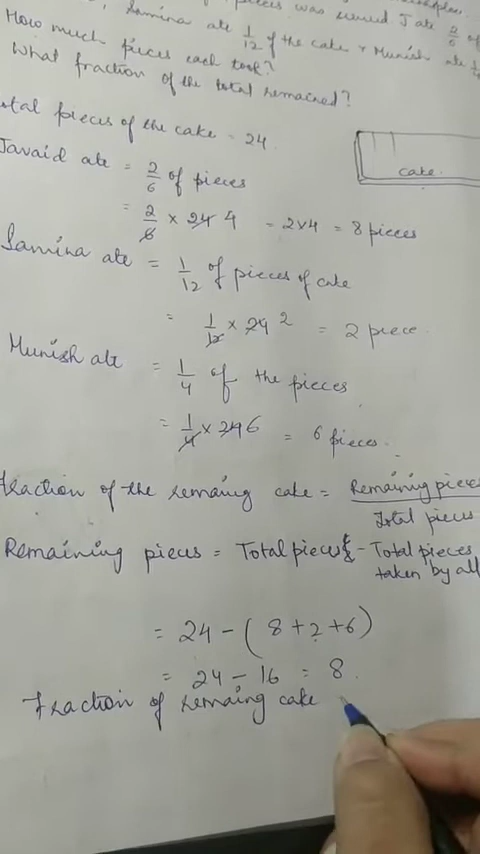 pieces was served J ate 2/6 of
Samina ate 1/12 of the cake & Munish ate
How much pieces each took?
What fraction of the total remained?
total pieces of the cake = 24
cake
Javaid ate = 2/6 of pieces
= 2/6 × 24 4 = 2×4 = 8 pieces
Samina ate = 1/12 of pieces of cake
= 1/12 × 24 2 = 2 piece.
Munish ate = 1/4 of the pieces
= 1/4 × 24 6 = 6 pieces.
fraction of the remaing cake = Remaining pieces / Total pieces
Remaining pieces = Total pieces - Total pieces
taken by all
= 24 - (8+2+6)
= 24 - 16 = 8.
fraction of remaing cake